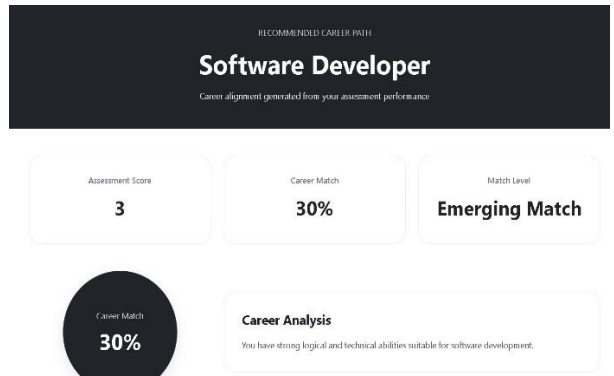 RECOMMENDED CAREER PATH
Software Developer
Career alignment generated from your assessment performance
Assessment Score
3
Career Match
30%
Match Level
Emerging Match
Career Match
30%
Career Analysis
You have strong logical and technical abilities suitable for software development.